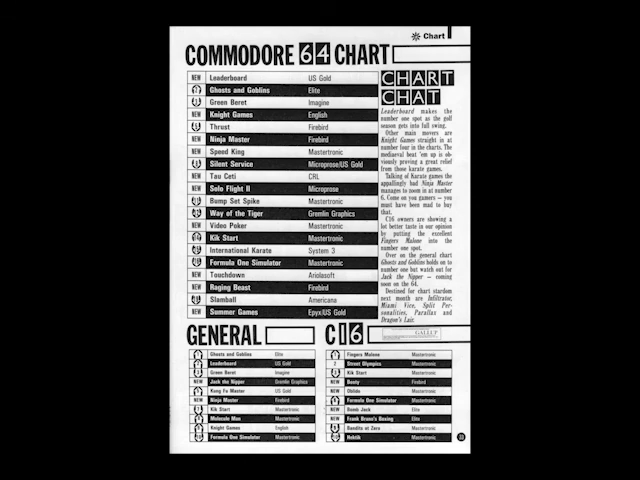 Chart
COMMODORE 64 CHART
NEW Leaderboard US Gold
Ghosts and Goblins Elite
Green Beret Imagine
NEW Knight Games English
Thrust Firebird
NEW Ninja Master Firebird
NEW Speed King Mastertronic
Silent Service Microprose/US Gold
NEW Tau Ceti CRL
NEW Solo Flight II Microprose
Bump Set Spike Mastertronic
Way of the Tiger Gremlin Graphics
NEW Video Poker Mastertronic
Kik Start Mastertronic
International Karate System 3
Formula One Simulator Mastertronic
NEW Touchdown Ariolasoft
NEW Raging Beast Firebird
Slamball Americana
NEW Summer Games Epyx/US Gold
CHART
CHAT
Leaderboard makes the
number one spot as the golf
season gets into full swing.
Other main movers are
Knight Games straight in at
number four in the charts. The
mediaeval beat 'em up is ob-
viously proving a great relief
from those karate games.
Talking of Karate games the
appallingly bad Ninja Master
manages to zoom in at number
6. Come on you gamers – you
must have been mad to buy
that.
C16 owners are showing a
lot better taste in our opinion
by putting the excellent
Fingers Malone into the
number one spot.
Over on the general chart
Ghosts and Goblins holds on to
number one but watch out for
Jack the Nipper – coming
soon on the 64.
Destined for chart stardom
next month are Infiltrator,
Miami Vice, Split Per-
sonalities, Parallax and
Dragon's Lair.
GALLUP
GENERAL
Ghosts and Goblins Elite
Leaderboard US Gold
Green Beret Imagine
NEW Jack the Nipper Gremlin Graphics
Kung Fu Master US Gold
NEW Ninja Master Firebird
Kik Start Mastertronic
Molecule Man Mastertronic
Knight Games English
Formula One Simulator Mastertronic
C16
Fingers Malone Mastertronic
2 Street Olympics Mastertronic
Kik Start Mastertronic
NEW Booty Firebird
NEW Oblido Mastertronic
Formula One Simulator Mastertronic
NEW Bomb Jack Elite
NEW Frank Bruno's Boxing Elite
Bandits at Zero Mastertronic
NEW Hektik Mastertronic